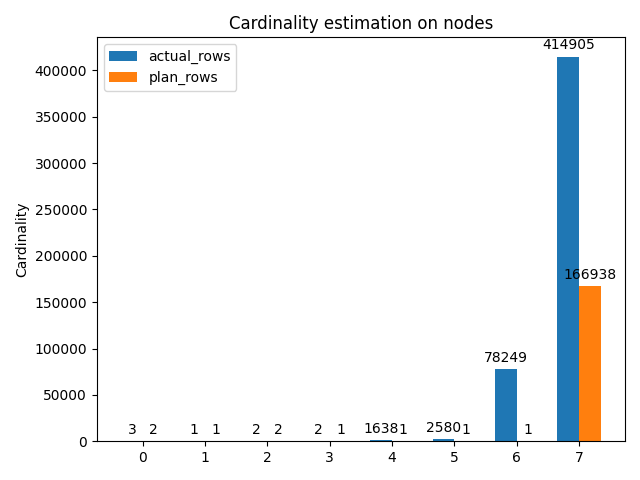 Cardinality estimation on nodes
actual_rows
plan_rows
Cardinality
400000
350000
300000
250000
200000
150000
100000
50000
0
3 2 1 1 2 2 2 1 1638 1 2580 1 78249 1 414905 166938
0 1 2 3 4 5 6 7